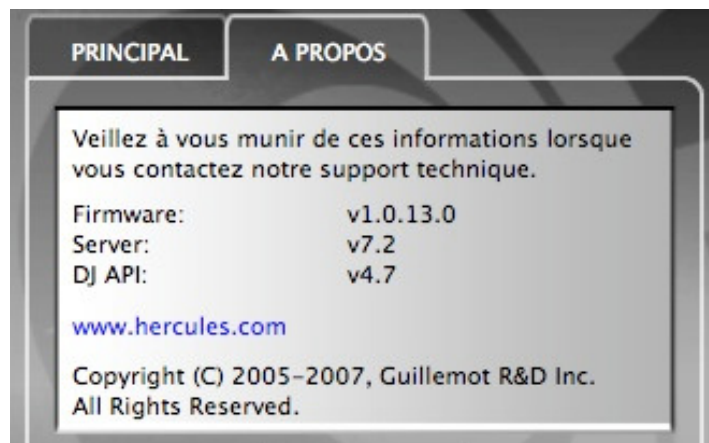 PRINCIPAL A PROPOS
Veillez à vous munir de ces informations lorsque
vous contactez notre support technique.
Firmware: v1.0.13.0
Server: v7.2
DJ API: v4.7
www.hercules.com
Copyright (C) 2005-2007, Guillemot R&D Inc.
All Rights Reserved.